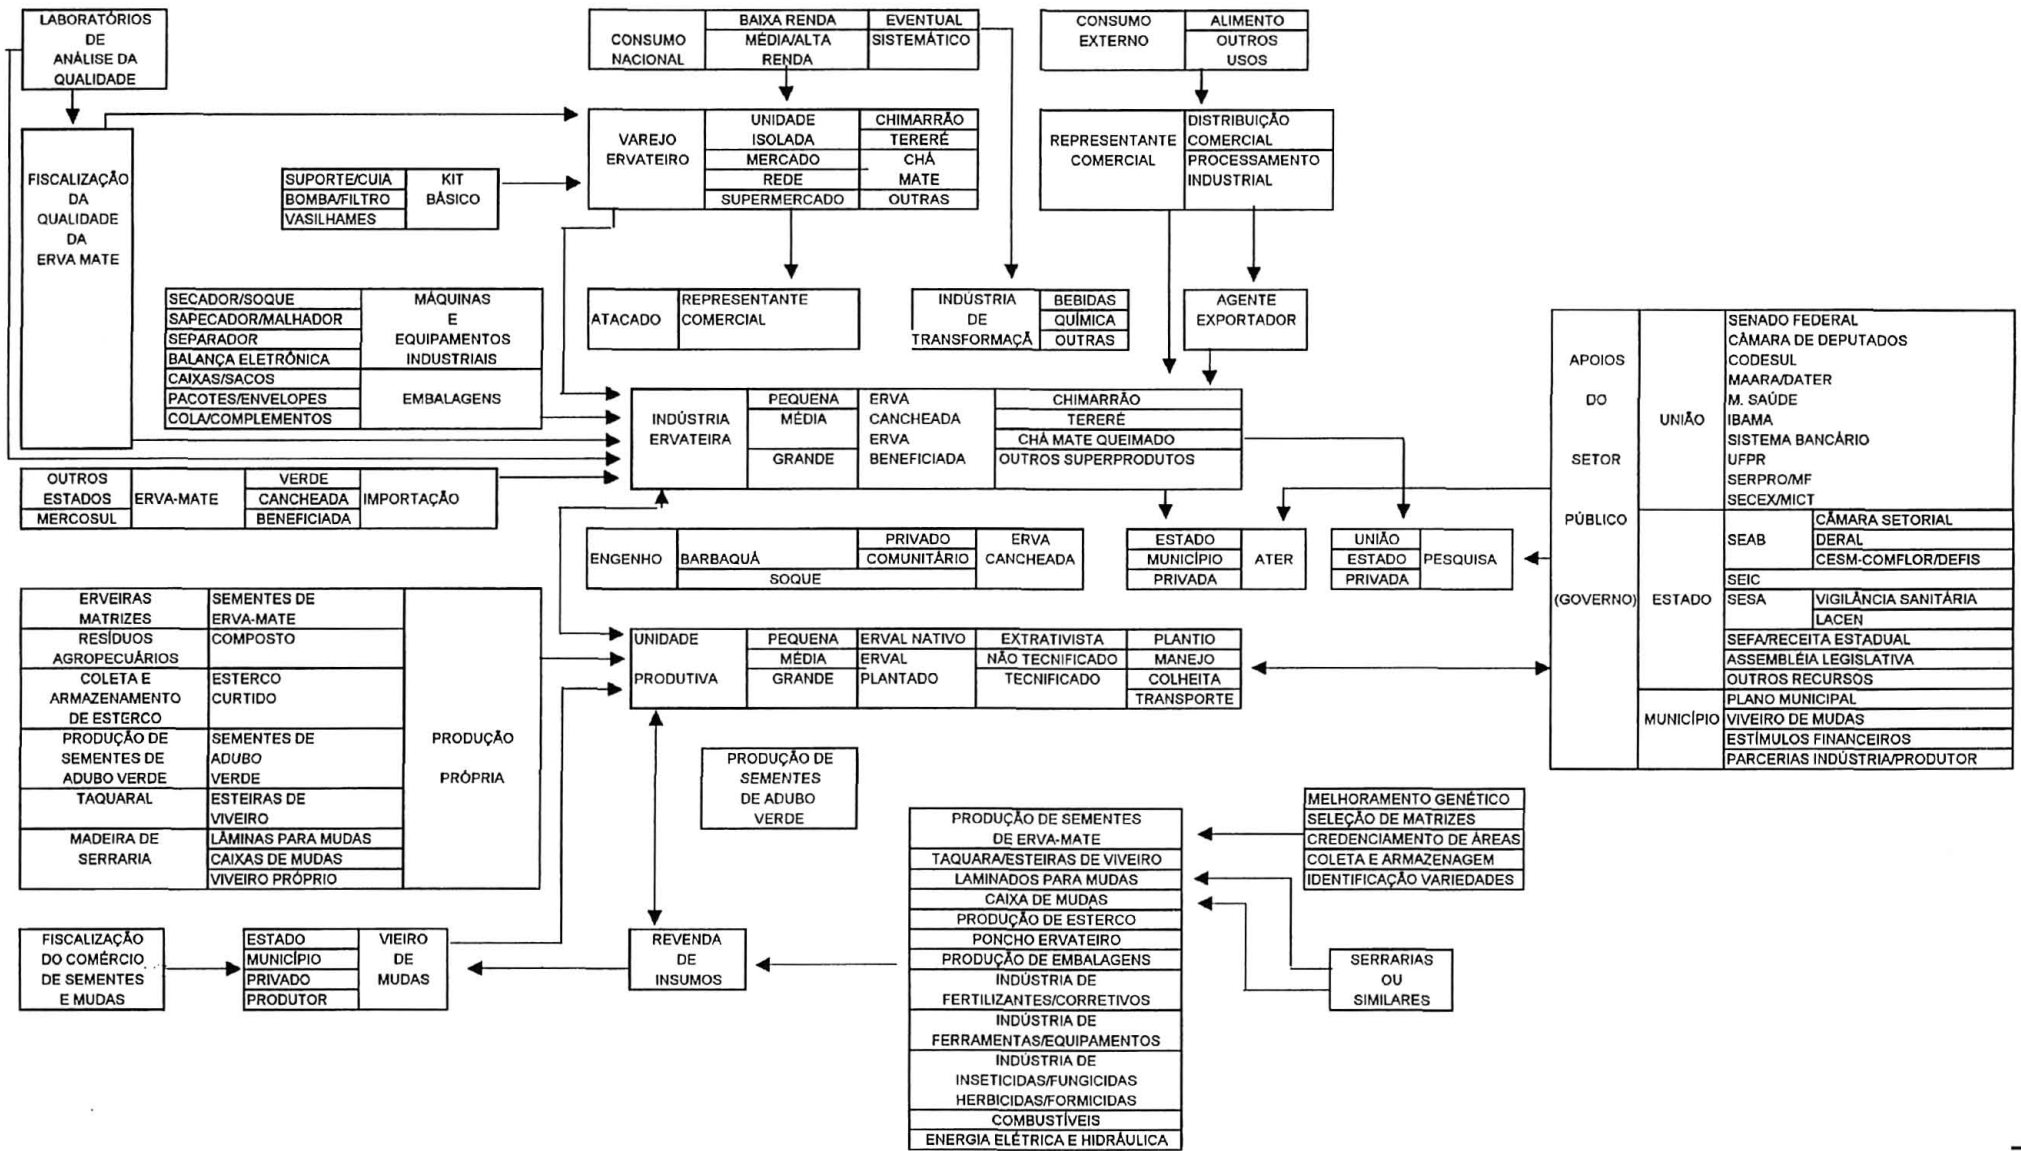 LABORATÓRIOS
DE
ANÁLISE DA
QUALIDADE
CONSUMO
NACIONAL
BAIXA RENDA
MÉDIA/ALTA
RENDA
EVENTUAL
SISTEMÁTICO
CONSUMO
EXTERNO
ALIMENTO
OUTROS
USOS
FISCALIZAÇÃO
DA
QUALIDADE
DA
ERVA MATE
SUPORTE/CUIA
BOMBA/FILTRO
VASILHAMES
KIT
BÁSICO
VAREJO
ERVATEIRO
UNIDADE
ISOLADA
MERCADO
REDE
SUPERMERCADO
CHIMARRÃO
TERERÉ
CHÁ
MATE
OUTRAS
REPRESENTANTE
COMERCIAL
DISTRIBUIÇÃO
COMERCIAL
PROCESSAMENTO
INDUSTRIAL
SECADOR/SOQUE
SAPECADOR/MALHADOR
SEPARADOR
BALANÇA ELETRÔNICA
CAIXAS/SACOS
PACOTES/ENVELOPES
COLA/COMPLEMENTOS
MÁQUINAS
E
EQUIPAMENTOS
INDUSTRIAIS
EMBALAGENS
ATACADO
REPRESENTANTE
COMERCIAL
INDÚSTRIA
DE
TRANSFORMAÇÃ
BEBIDAS
QUÍMICA
OUTRAS
AGENTE
EXPORTADOR
INDÚSTRIA
ERVATEIRA
PEQUENA
MÉDIA
GRANDE
ERVA
CANCHEADA
ERVA
BENEFICIADA
CHIMARRÃO
TERERÉ
CHÁ MATE QUEIMADO
OUTROS SUPERPRODUTOS
OUTROS
ESTADOS
MERCOSUL
ERVA-MATE
VERDE
CANCHEADA
BENEFICIADA
IMPORTAÇÃO
ENGENHO
BARBAQUÁ
PRIVADO
COMUNITÁRIO
SOQUE
ERVA
CANCHEADA
ESTADO
MUNICÍPIO
PRIVADA
ATER
UNIÃO
ESTADO
PRIVADA
PESQUISA
APOIOS
DO
SETOR
PÚBLICO
(GOVERNO)
UNIÃO
SENADO FEDERAL
CÂMARA DE DEPUTADOS
CODESUL
MAARA/DATER
M. SAÚDE
IBAMA
SISTEMA BANCÁRIO
UFPR
SERPRO/MF
SECEX/MICT
ESTADO
SEAB
CÂMARA SETORIAL
DERAL
CESM-COMFLOR/DEFIS
SEIC
SESA
VIGILÂNCIA SANITÁRIA
LACEN
SEFA/RECEITA ESTADUAL
ASSEMBLÉIA LEGISLATIVA
OUTROS RECURSOS
MUNICÍPIO
PLANO MUNICIPAL
VIVEIRO DE MUDAS
ESTÍMULOS FINANCEIROS
PARCERIAS INDÚSTRIA/PRODUTOR
ERVEIRAS
MATRIZES
SEMENTES DE
ERVA-MATE
RESÍDUOS
AGROPECUÁRIOS
COMPOSTO
COLETA E
ARMAZENAMENTO
DE ESTERCO
ESTERCO
CURTIDO
PRODUÇÃO DE
SEMENTES DE
ADUBO VERDE
SEMENTES DE
ADUBO
VERDE
TAQUARAL
ESTEIRAS DE
VIVEIRO
MADEIRA DE
SERRARIA
LÂMINAS PARA MUDAS
CAIXAS DE MUDAS
VIVEIRO PRÓPRIO
PRODUÇÃO
PRÓPRIA
UNIDADE
PRODUTIVA
PEQUENA
MÉDIA
GRANDE
ERVAL NATIVO
ERVAL
PLANTADO
EXTRATIVISTA
NÃO TECNIFICADO
TECNIFICADO
PLANTIO
MANEJO
COLHEITA
TRANSPORTE
PRODUÇÃO DE
SEMENTES
DE ADUBO
VERDE
PRODUÇÃO DE SEMENTES
DE ERVA-MATE
TAQUARA/ESTEIRAS DE VIVEIRO
LAMINADOS PARA MUDAS
CAIXA DE MUDAS
PRODUÇÃO DE ESTERCO
PONCHO ERVATEIRO
PRODUÇÃO DE EMBALAGENS
INDÚSTRIA DE
FERTILIZANTES/CORRETIVOS
INDÚSTRIA DE
FERRAMENTAS/EQUIPAMENTOS
INDÚSTRIA DE
INSETICIDAS/FUNGICIDAS
HERBICIDAS/FORMICIDAS
COMBUSTÍVEIS
ENERGIA ELÉTRICA E HIDRÁULICA
MELHORAMENTO GENÉTICO
SELEÇÃO DE MATRIZES
CREDENCIAMENTO DE ÁREAS
COLETA E ARMAZENAGEM
IDENTIFICAÇÃO VARIEDADES
FISCALIZAÇÃO
DO COMÉRCIO
DE SEMENTES
E MUDAS
ESTADO
MUNICÍPIO
PRIVADO
PRODUTOR
VIEIRO
DE
MUDAS
REVENDA
DE
INSUMOS
SERRARIAS
OU
SIMILARES